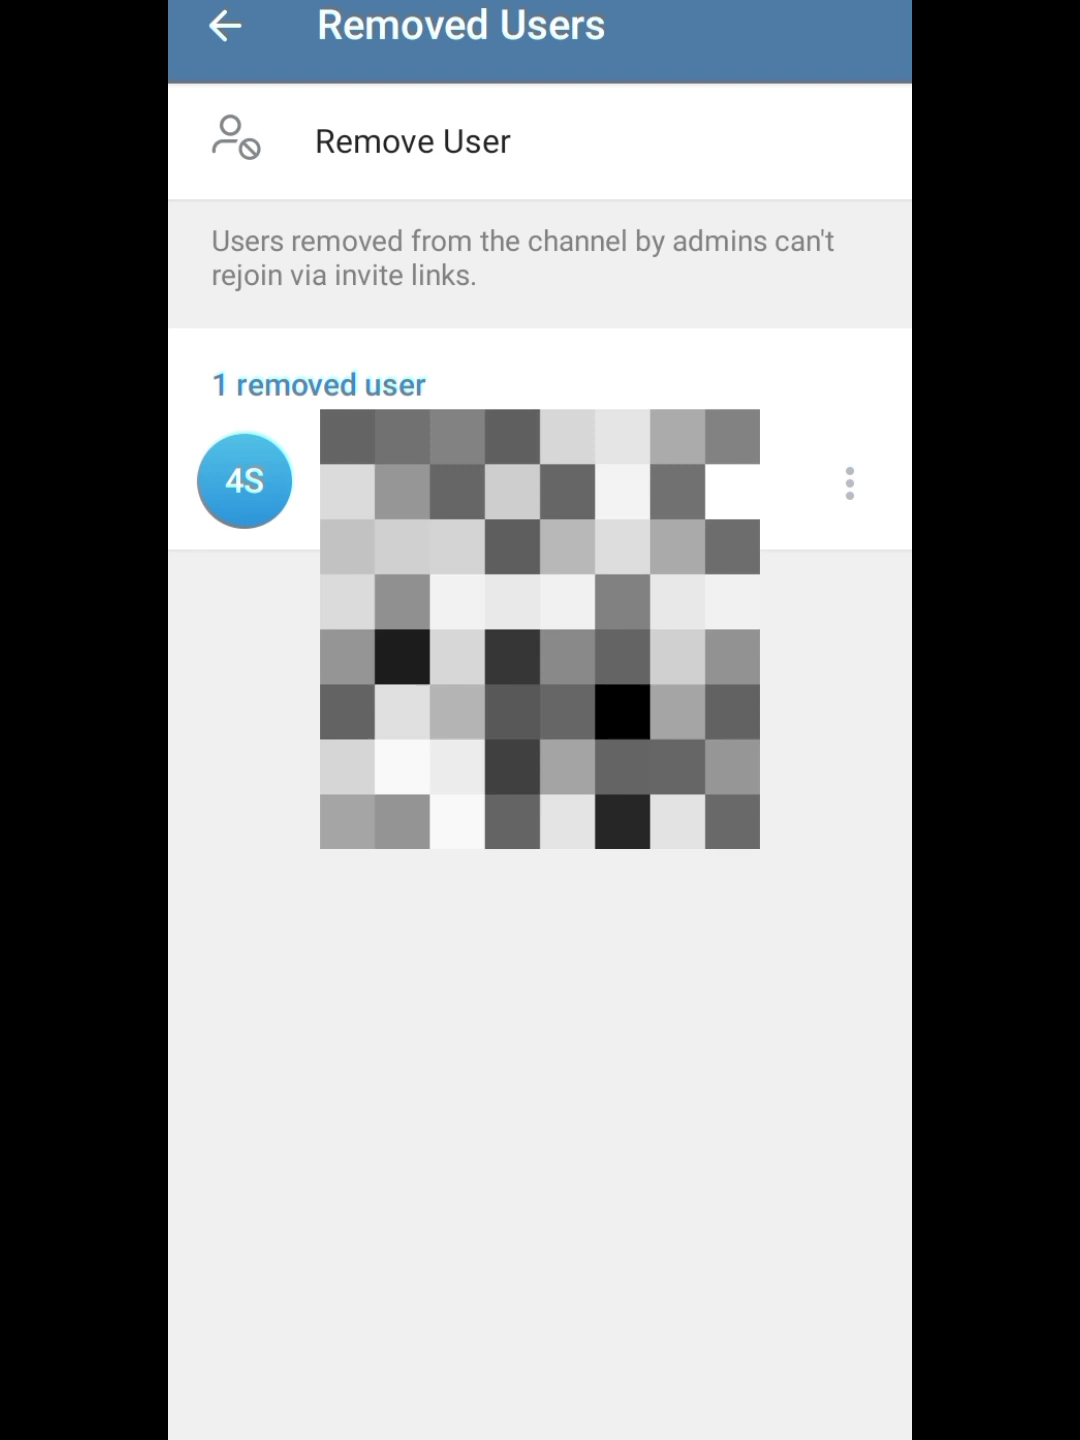 Removed Users
Remove User
Users removed from the channel by admins can't
rejoin via invite links.
1 removed user
4S